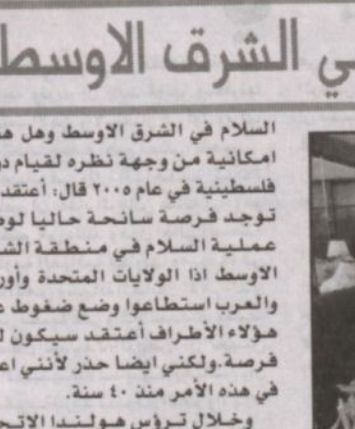 ي الشرق الاوسط
السلام في الشرق الاوسط وهل
امكانية من وجهة نظره لقيام
فلسطينية في عام ٢٠٠٥ قال: أعتقد
توجد فرصة سانحة حاليا
عملية السلام في منطقة
الاوسط اذا الولايات المتحدة
والعرب استطاعوا وضع ضغوط
هؤلاء الأطراف أعتقد سيكون
فرصة.ولكني ايضا حذر لأنني
في هذه الأمر منذ ٤٠ سنة.
وخلال ترؤس هولندا